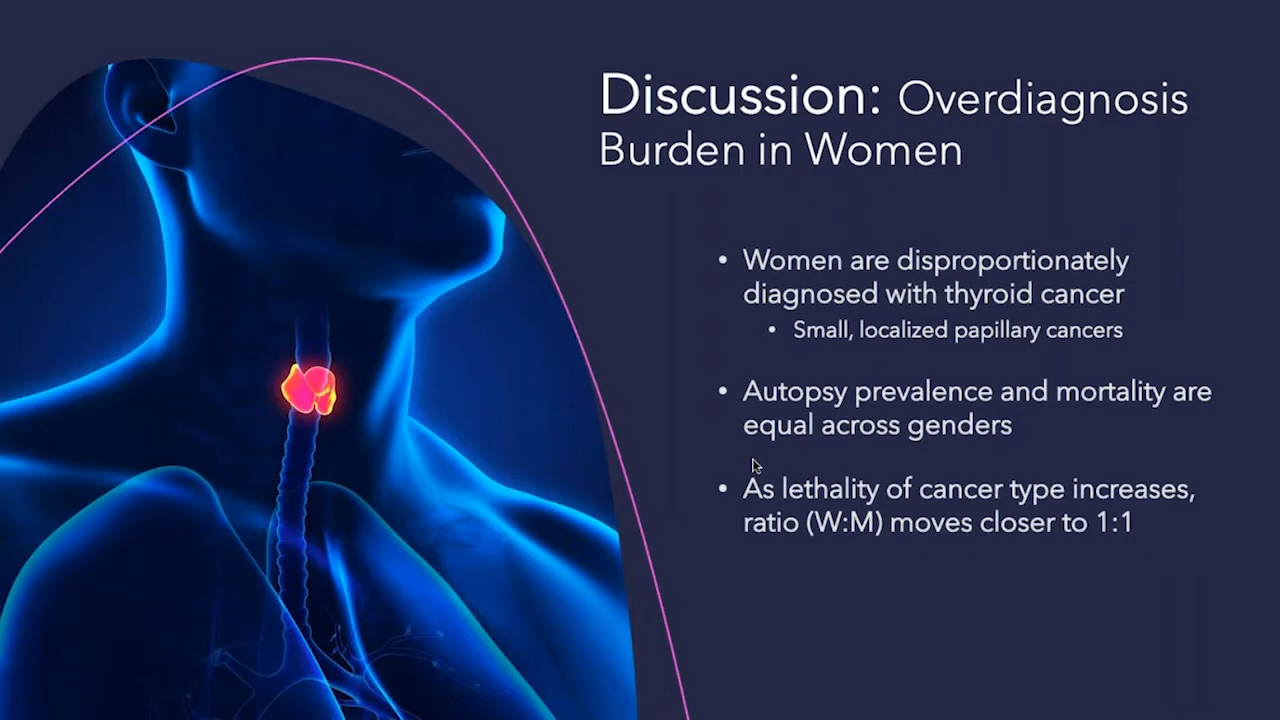 Discussion: Overdiagnosis
Burden in Women
• Women are disproportionately
diagnosed with thyroid cancer
• Small, localized papillary cancers
• Autopsy prevalence and mortality are
equal across genders
• As lethality of cancer type increases,
ratio (W:M) moves closer to 1:1